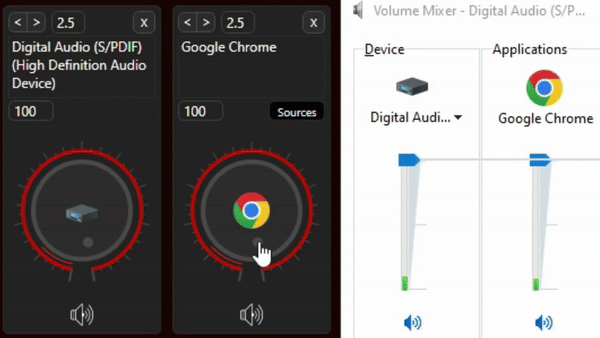 < > 2.5 X
Digital Audio (S/PDIF)
(High Definition Audio
Device)
100
< > 2.5 X
Google Chrome
100 Sources
Volume Mixer - Digital Audio (S/P...
Device
Digital Audi...
Applications
Google Chrome